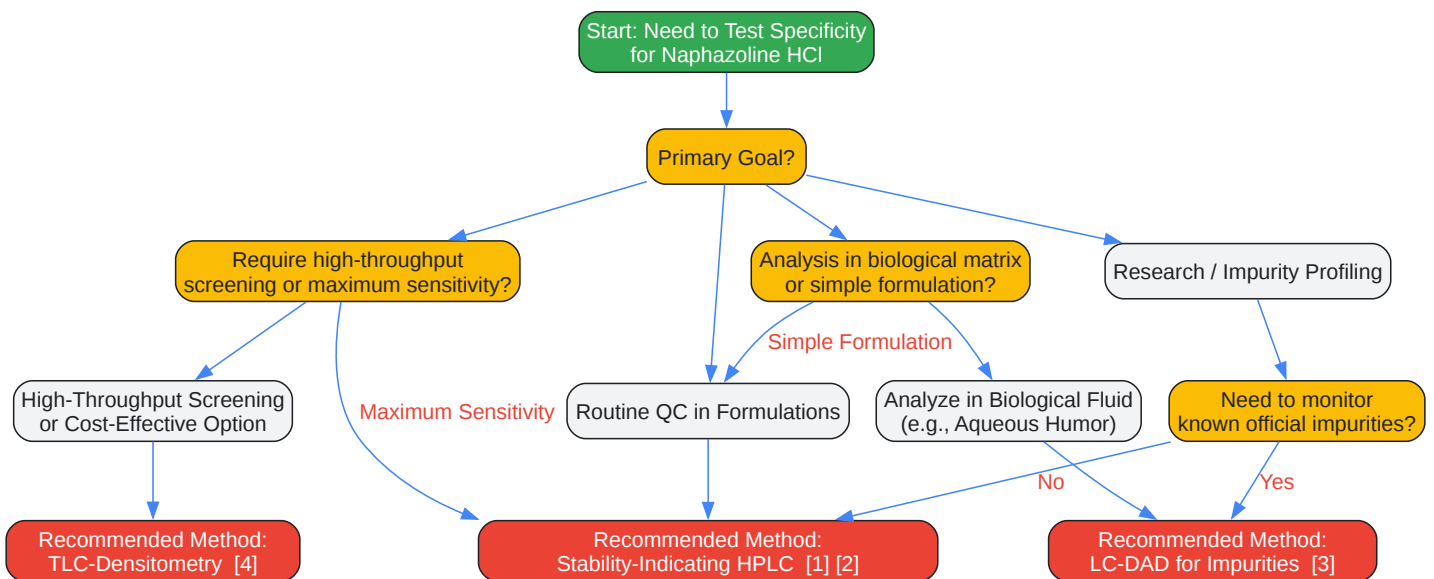 Start: Need to Test Specificity
for Naphazoline HCl
Primary Goal?
Require high-throughput
screening or maximum sensitivity?
Analysis in biological matrix
or simple formulation?
Research / Impurity Profiling
Simple Formulation
High-Throughput Screening
or Cost-Effective Option
Maximum Sensitivity
Routine QC in Formulations
Analyze in Biological Fluid
(e.g., Aqueous Humor)
Need to monitor
known official impurities?
No
Yes
Recommended Method:
TLC-Densitometry [4]
Recommended Method:
Stability-Indicating HPLC [1] [2]
Recommended Method:
LC-DAD for Impurities [3]